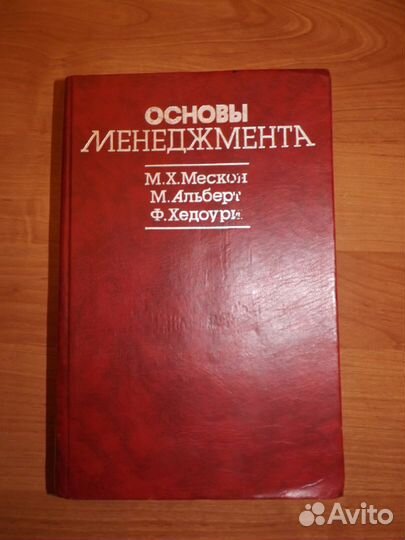 ОСНОВЫ
МЕНЕДЖМЕНТА
М.Х.Мескон
М.Альберт
Ф.Хедоури
Avito